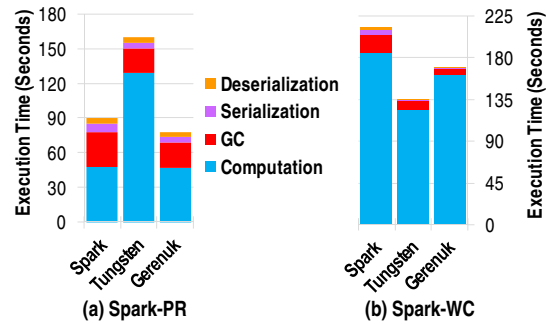 Execution Time (Seconds)
180
150
120
90
60
30
0
Spark
Tungsten
Gerenuk
(a) Spark-PR
Deserialization
Serialization
GC
Computation
225
180
135
90
45
0
Execution Time (Seconds)
Spark
Tungsten
Gerenuk
(b) Spark-WC